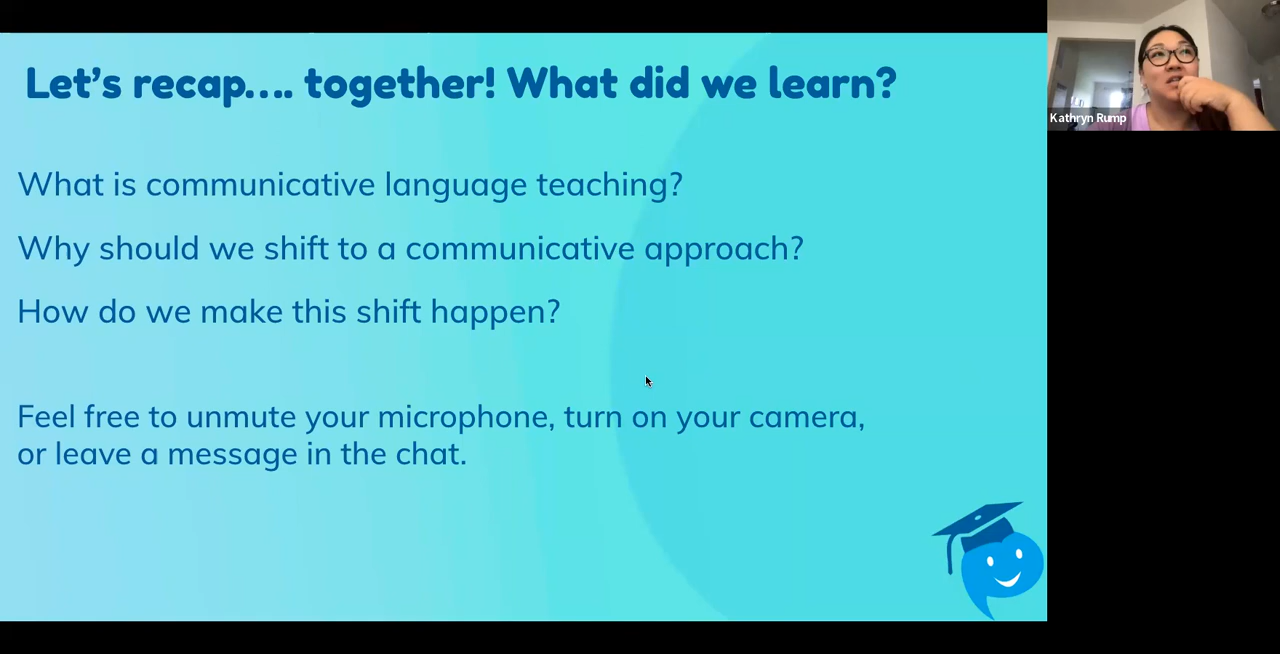 Let's recap.... together! What did we learn?
What is communicative language teaching?
Why should we shift to a communicative approach?
How do we make this shift happen?
Feel free to unmute your microphone, turn on your camera,
or leave a message in the chat.
Kathryn Rump